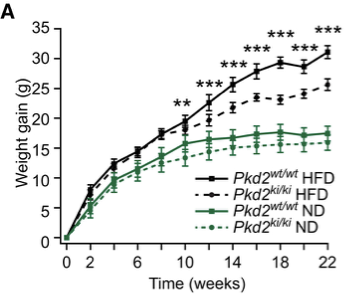 A
Weight gain (g)
35
30
25
20
15
10
5
0
** *** *** *** *** *** ***
Pkd2wt/wt HFD
Pkd2ki/ki HFD
Pkd2wt/wt ND
Pkd2ki/ki ND
0 2 6 10 14 18 22
Time (weeks)